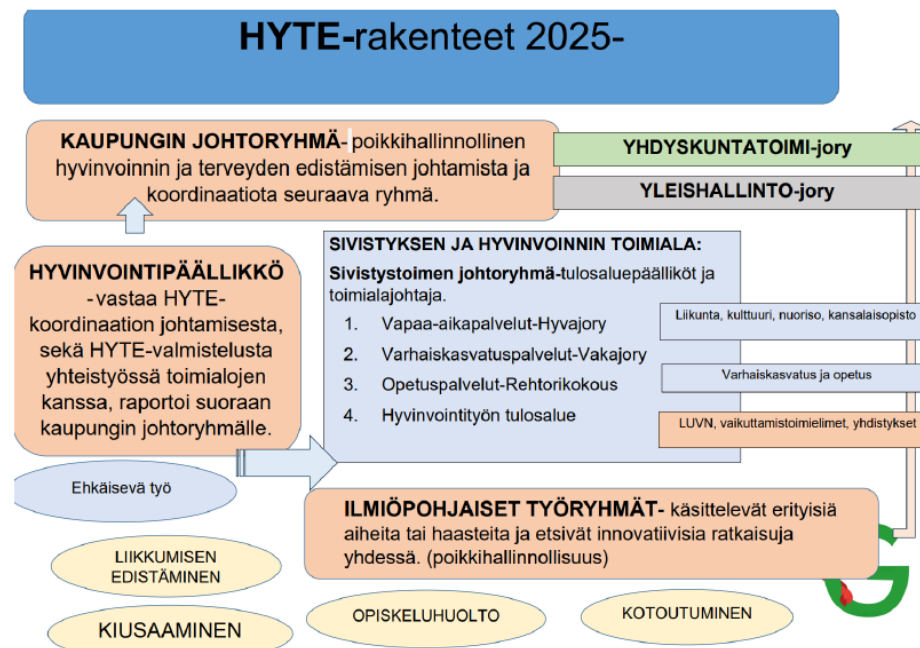 HYTE-rakenteet 2025-
KAUPUNGIN JOHTORYHMÄ-poikkihallinnollinen
hyvinvoinnin ja terveyden edistämisen johtamista ja
koordinaatiota seuraava ryhmä.
YHDYSKUNTATOIMI-jory
YLEISHALLINTO-jory
HYVINVOINTIPÄÄLLIKKÖ
-vastaa HYTE-
koordinaation johtamisesta,
sekä HYTE-valmistelusta
yhteistyössä toimialojen
kanssa, raportoi suoraan
kaupungin johtoryhmälle.
SIVISTYKSEN JA HYVINVOINNIN TOIMIALA:
Sivistystoimen johtoryhmä-tulosaluepäälliköt ja
toimialajohtaja.
1. Vapaa-aikapalvelut-Hyvajory
2. Varhaiskasvatuspalvelut-Vakajory
3. Opetuspalvelut-Rehtorikokous
4. Hyvinvointityön tulosalue
Liikunta, kulttuuri, nuoriso, kansalaisopisto
Varhaiskasvatus ja opetus
LUVN, vaikuttamistoimielimet, yhdistykset
Ehkäisevä työ
ILMIÖPOHJAISET TYÖRYHMÄT- käsittelevät erityisiä
aiheita tai haasteita ja etsivät innovatiivisia ratkaisuja
yhdessä. (poikkihallinnollisuus)
LIIKKUMISEN
EDISTÄMINEN
KIUSAAMINEN
OPISKELUHUOLTO
KOTOUTUMINEN